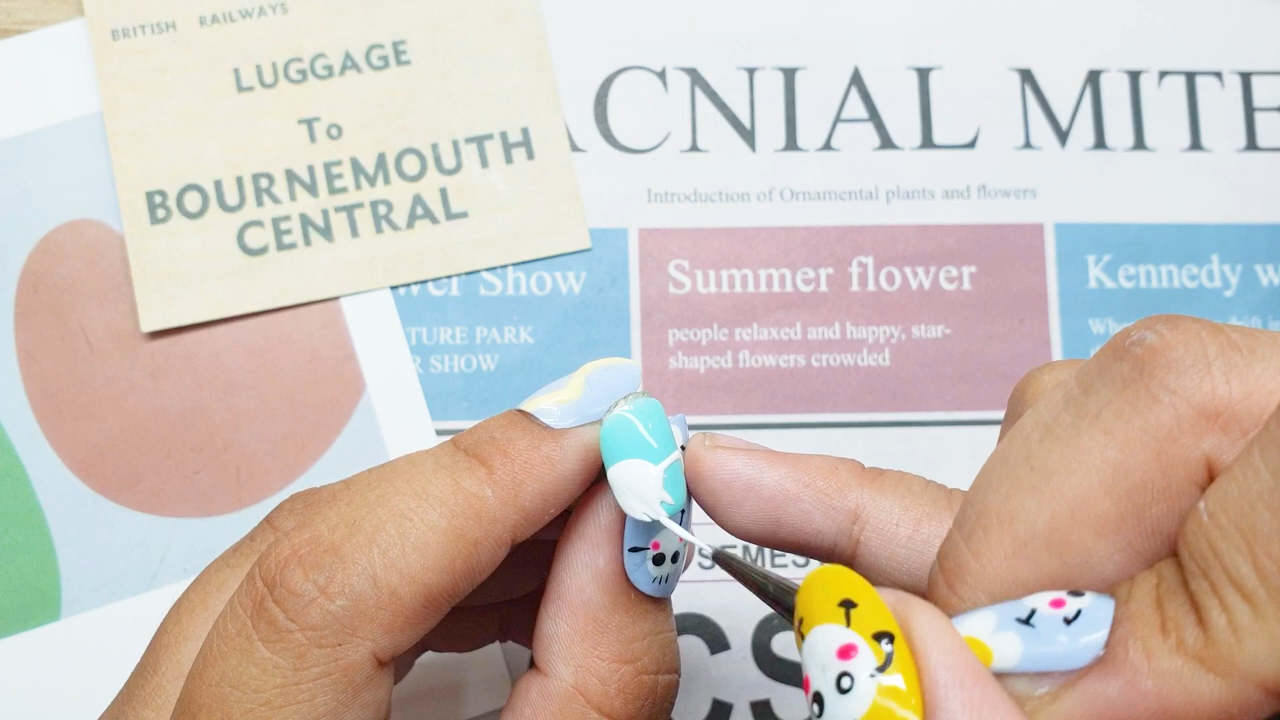 BRITISH RAILWAYS
LUGGAGE
To
BOURNEMOUTH
CENTRAL
ACNIAL MITE
Introduction of Ornamental plants and flowers
wer Show
TURE PARK
R SHOW
Summer flower
people relaxed and happy, star-
shaped flowers crowded
Kennedy w
SEMES
CS